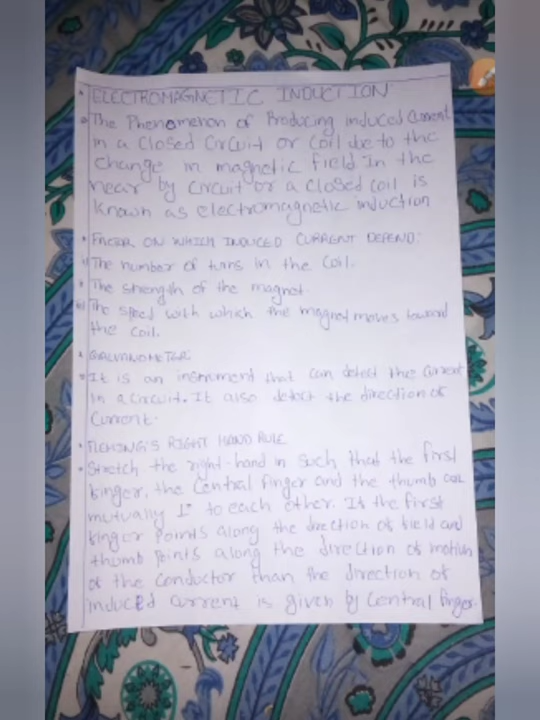 ELECTROMAGNETIC INDUCTION
The Phenomenon of Producing induced Current
in a Closed Circuit or Coil due to the
Change in magnetic field In the
near by Circuit or a Closed Coil is
known as electromagnetic induction
FACTOR ON WHICH INDUCED CURRENT DEPEND:
i) The number of turns in the Coil.
The strength of the magnet.
iii) The speed with which the magnet moves toward
the coil.
GALVANOMETER
It is an instrument that can detect the Current
In a Circuit. It also detect the direction of
Current.
FLEMING'S RIGHT HAND RULE
Stretch the right-hand in Such that the first
finger, the Central finger and the thumb are
mutually ⊥ to each other. If the first
finger Points along the direction of field and
thumb Points along the direction of motion
of the Conductor than the direction of
induced current is given by Central finger.